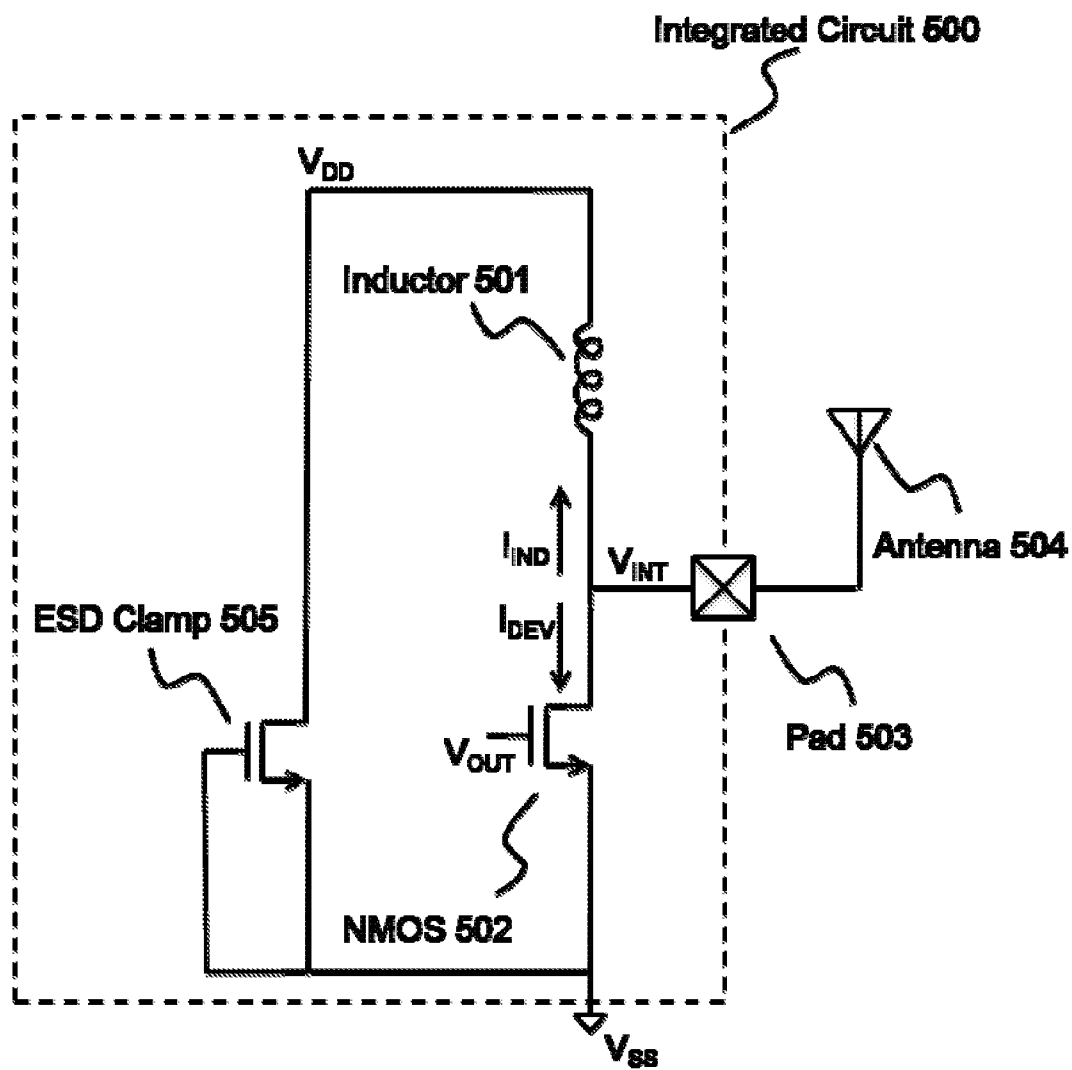 Integrated Circuit 500
VDD
Inductor 501
IIND
VINT
Antenna 504
ESD Clamp 505
IDEV
Pad 503
VOUT
NMOS 502
VSS